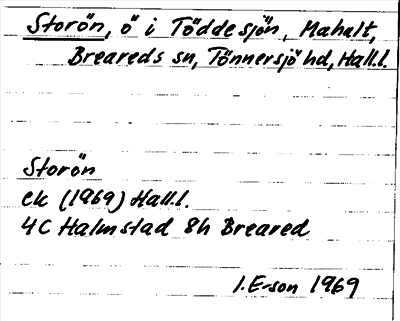 Storön, ö i Töddesjön, Mahult,
Breareds sn, Tönnersjö hd, Hall.l.
Storön
ek (1969) Hall.l.
4C Halmstad 8h Breared
I.E-son 1969